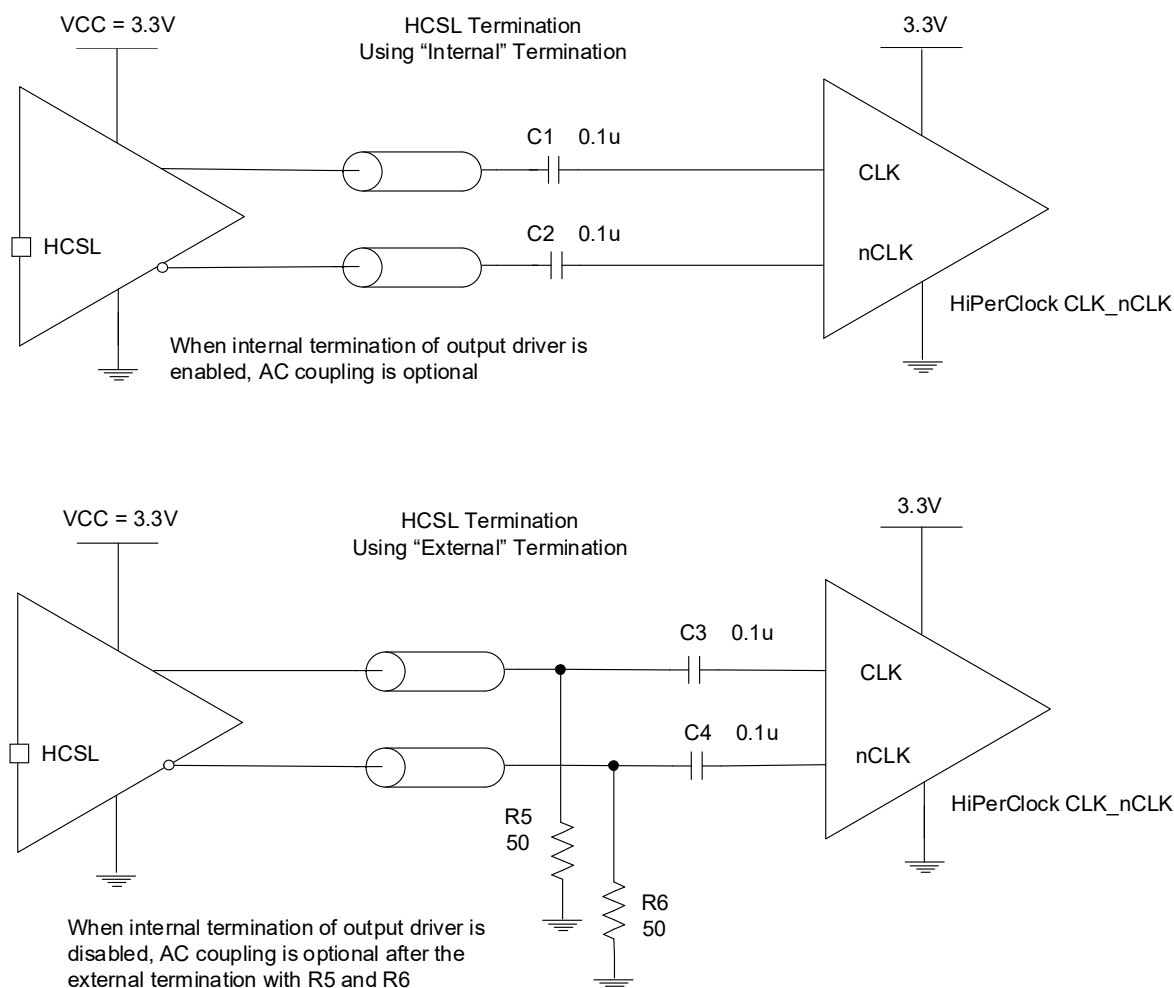 VCC = 3.3V
HCSL Termination
Using “Internal” Termination
3.3V
C1 0.1u
CLK
C2 0.1u
HCSL
nCLK
HiPerClock CLK_nCLK
When internal termination of output driver is
enabled, AC coupling is optional
VCC = 3.3V
HCSL Termination
Using “External” Termination
3.3V
C3 0.1u
CLK
C4 0.1u
HCSL
nCLK
HiPerClock CLK_nCLK
R5
50
R6
50
When internal termination of output driver is
disabled, AC coupling is optional after the
external termination with R5 and R6